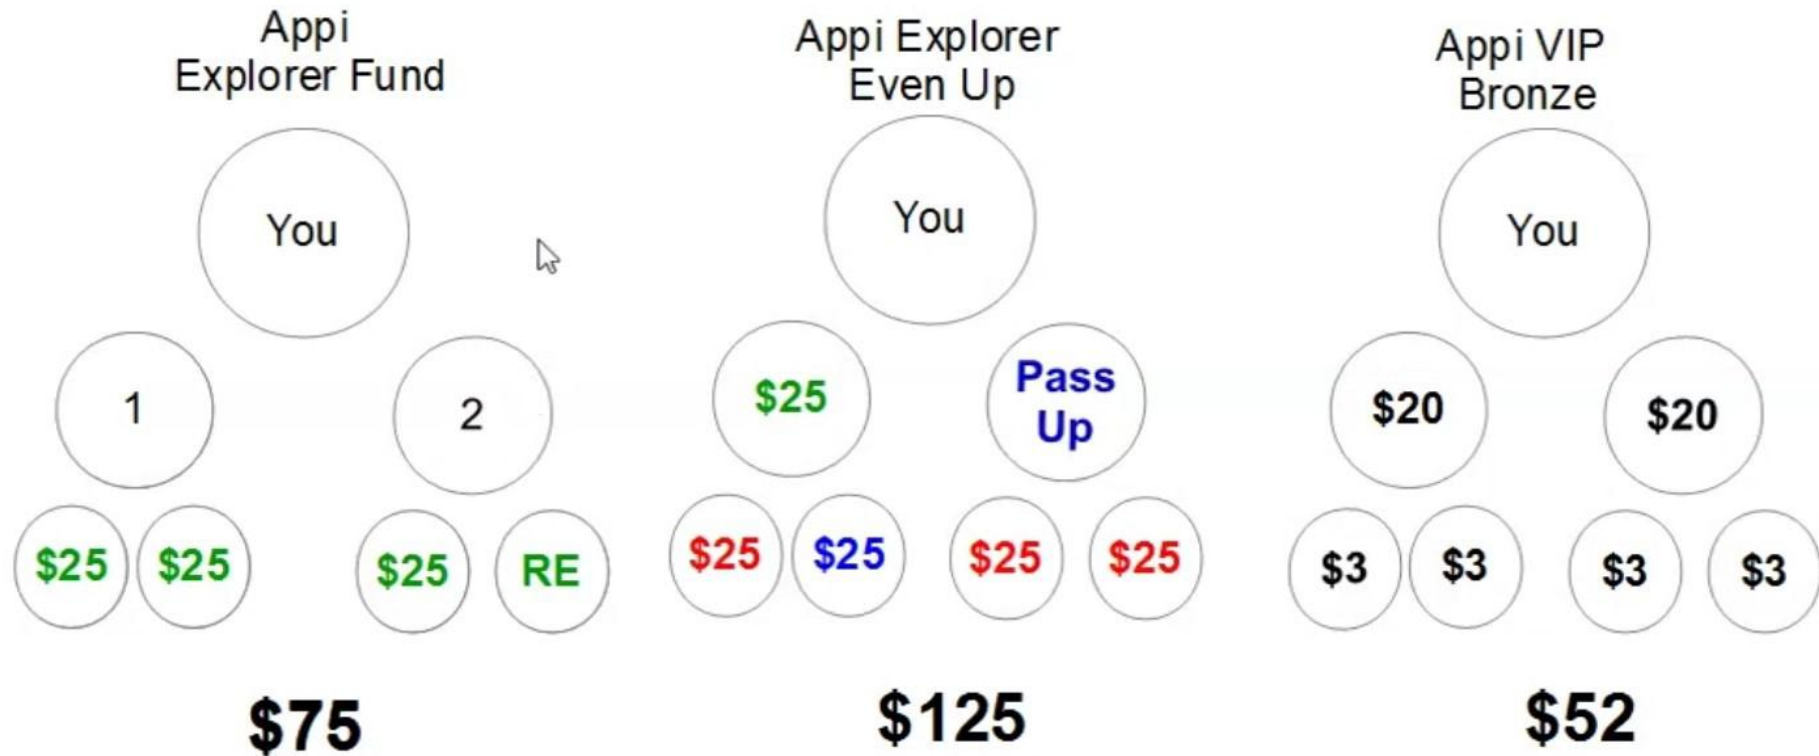 Appi
Explorer Fund
You
1
2
$25
$25
$25
RE
$75
Appi Explorer
Even Up
You
$25
Pass
Up
$25
$25
$25
$25
$125
Appi VIP
Bronze
You
$20
$20
$3
$3
$3
$3
$52